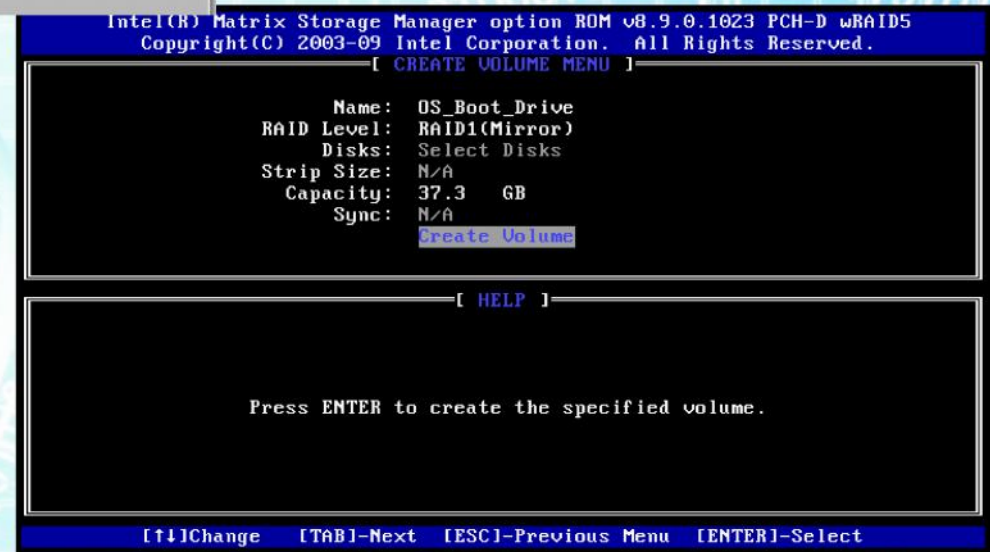 Intel(R) Matrix Storage Manager option ROM v8.9.0.1023 PCH-D wRAID5
Copyright(C) 2003-09 Intel Corporation. All Rights Reserved.
[ CREATE VOLUME MENU ]
Name: OS_Boot_Drive
RAID Level: RAID1(Mirror)
Disks: Select Disks
Strip Size: N/A
Capacity: 37.3 GB
Sync: N/A
Create Volume
[ HELP ]
Press ENTER to create the specified volume.
[↑↓]Change [TAB]-Next [ESC]-Previous Menu [ENTER]-Select